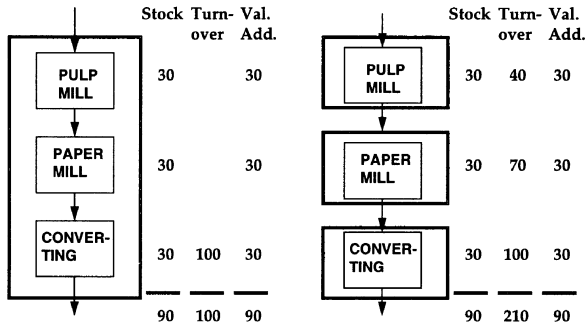 Stock Turn- Val.
over Add.
PULP
MILL
30 30
PAPER
MILL
30 30
CONVER-
TING
30 100 30
90 100 90
Stock Turn- Val.
over Add.
PULP
MILL
30 40 30
PAPER
MILL
30 70 30
CONVER-
TING
30 100 30
90 210 90